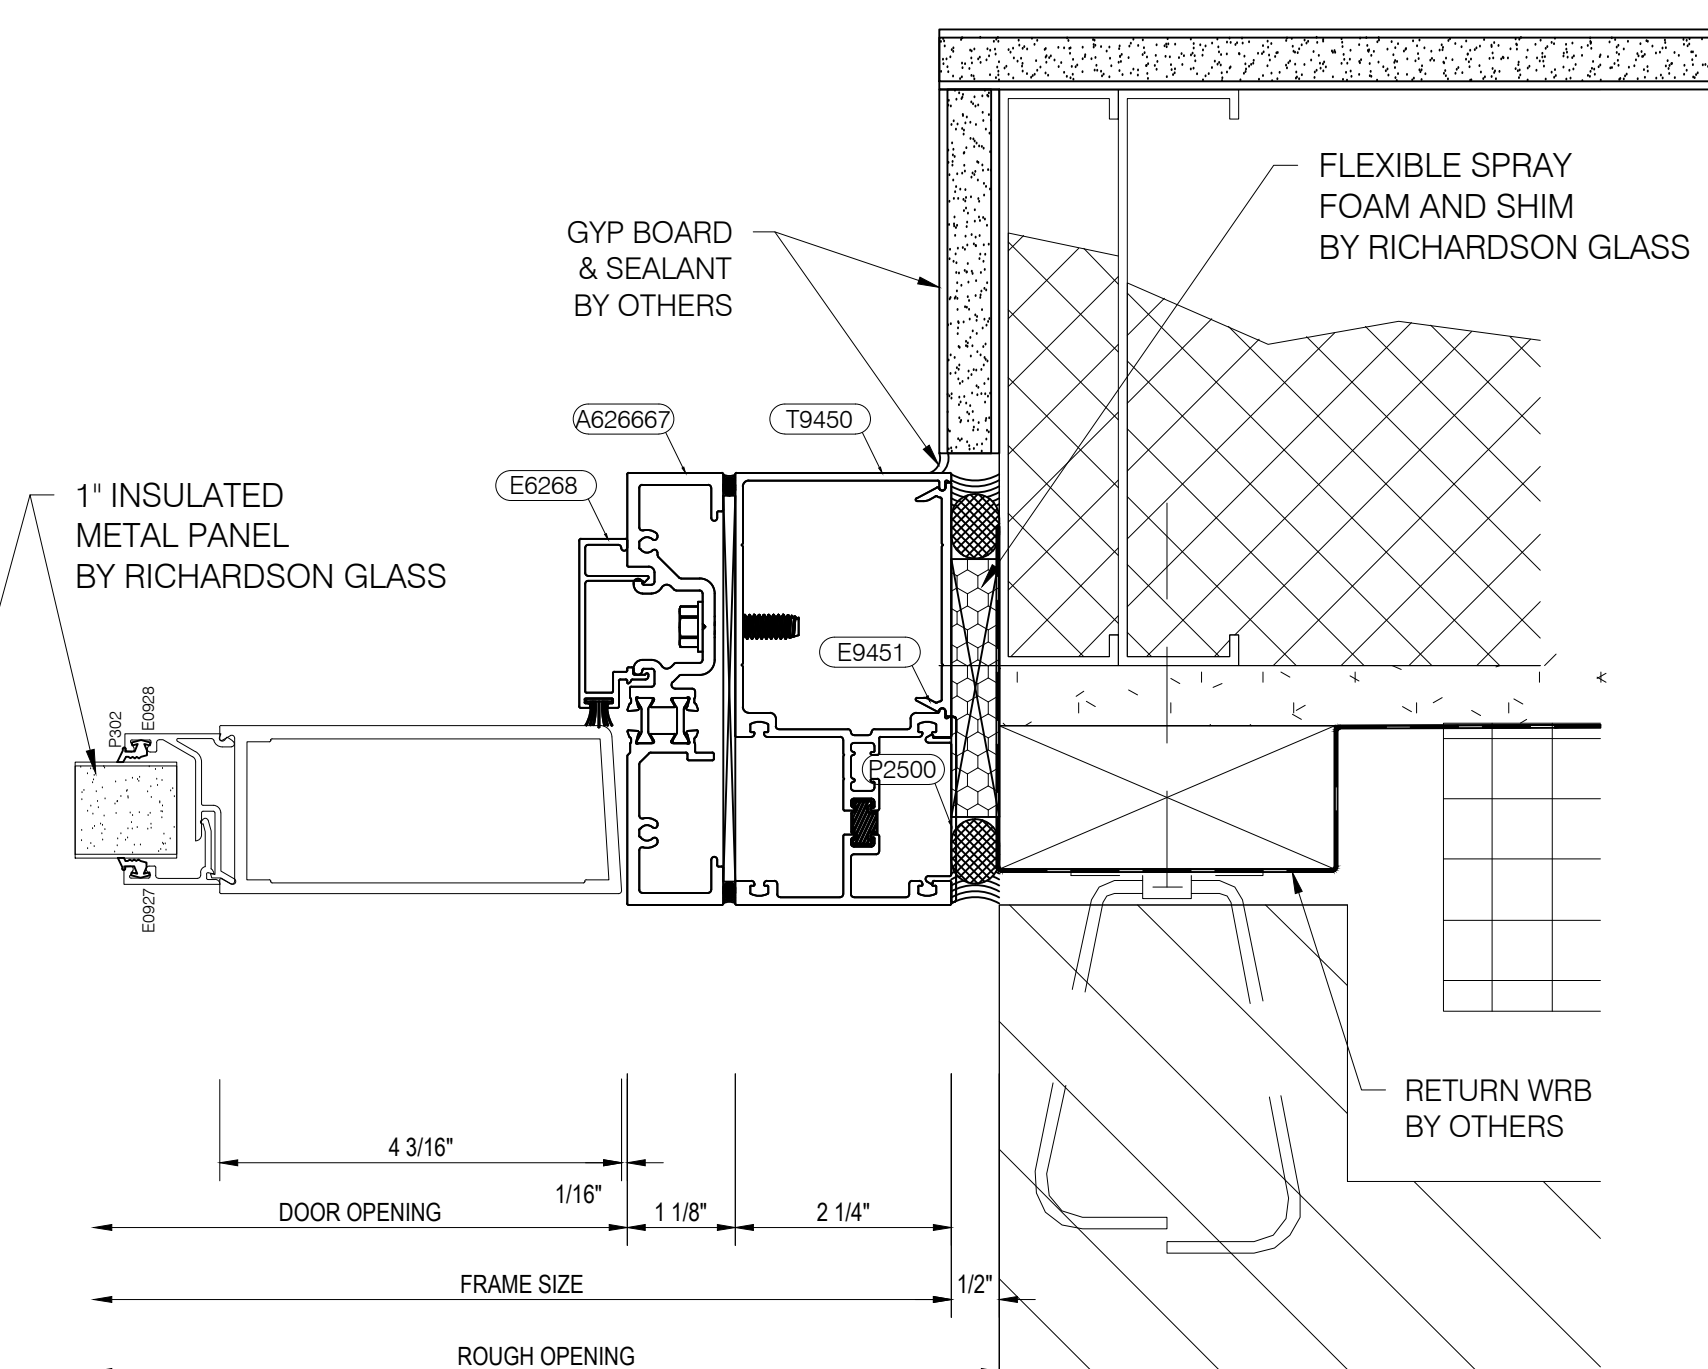 FLEXIBLE SPRAY
FOAM AND SHIM
BY RICHARDSON GLASS
GYP BOARD
& SEALANT
BY OTHERS
A626667
T9450
E6268
1" INSULATED
METAL PANEL
BY RICHARDSON GLASS
E9451
P302
E0928
P2500
E0927
RETURN WRB
BY OTHERS
4 3/16"
1/16"
DOOR OPENING
1 1/8"
2 1/4"
FRAME SIZE
1/2"
ROUGH OPENING